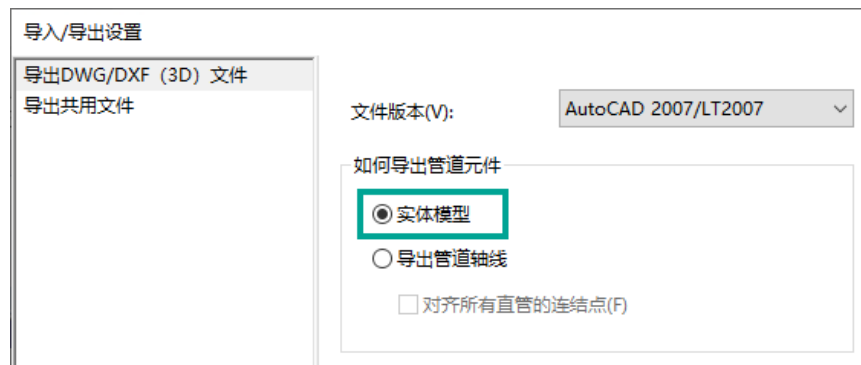 导入/导出设置
导出DWG/DXF（3D）文件
导出共用文件
文件版本(V):
AutoCAD 2007/LT2007
如何导出管道元件
实体模型
导出管道轴线
对齐所有直管的连结点(F)